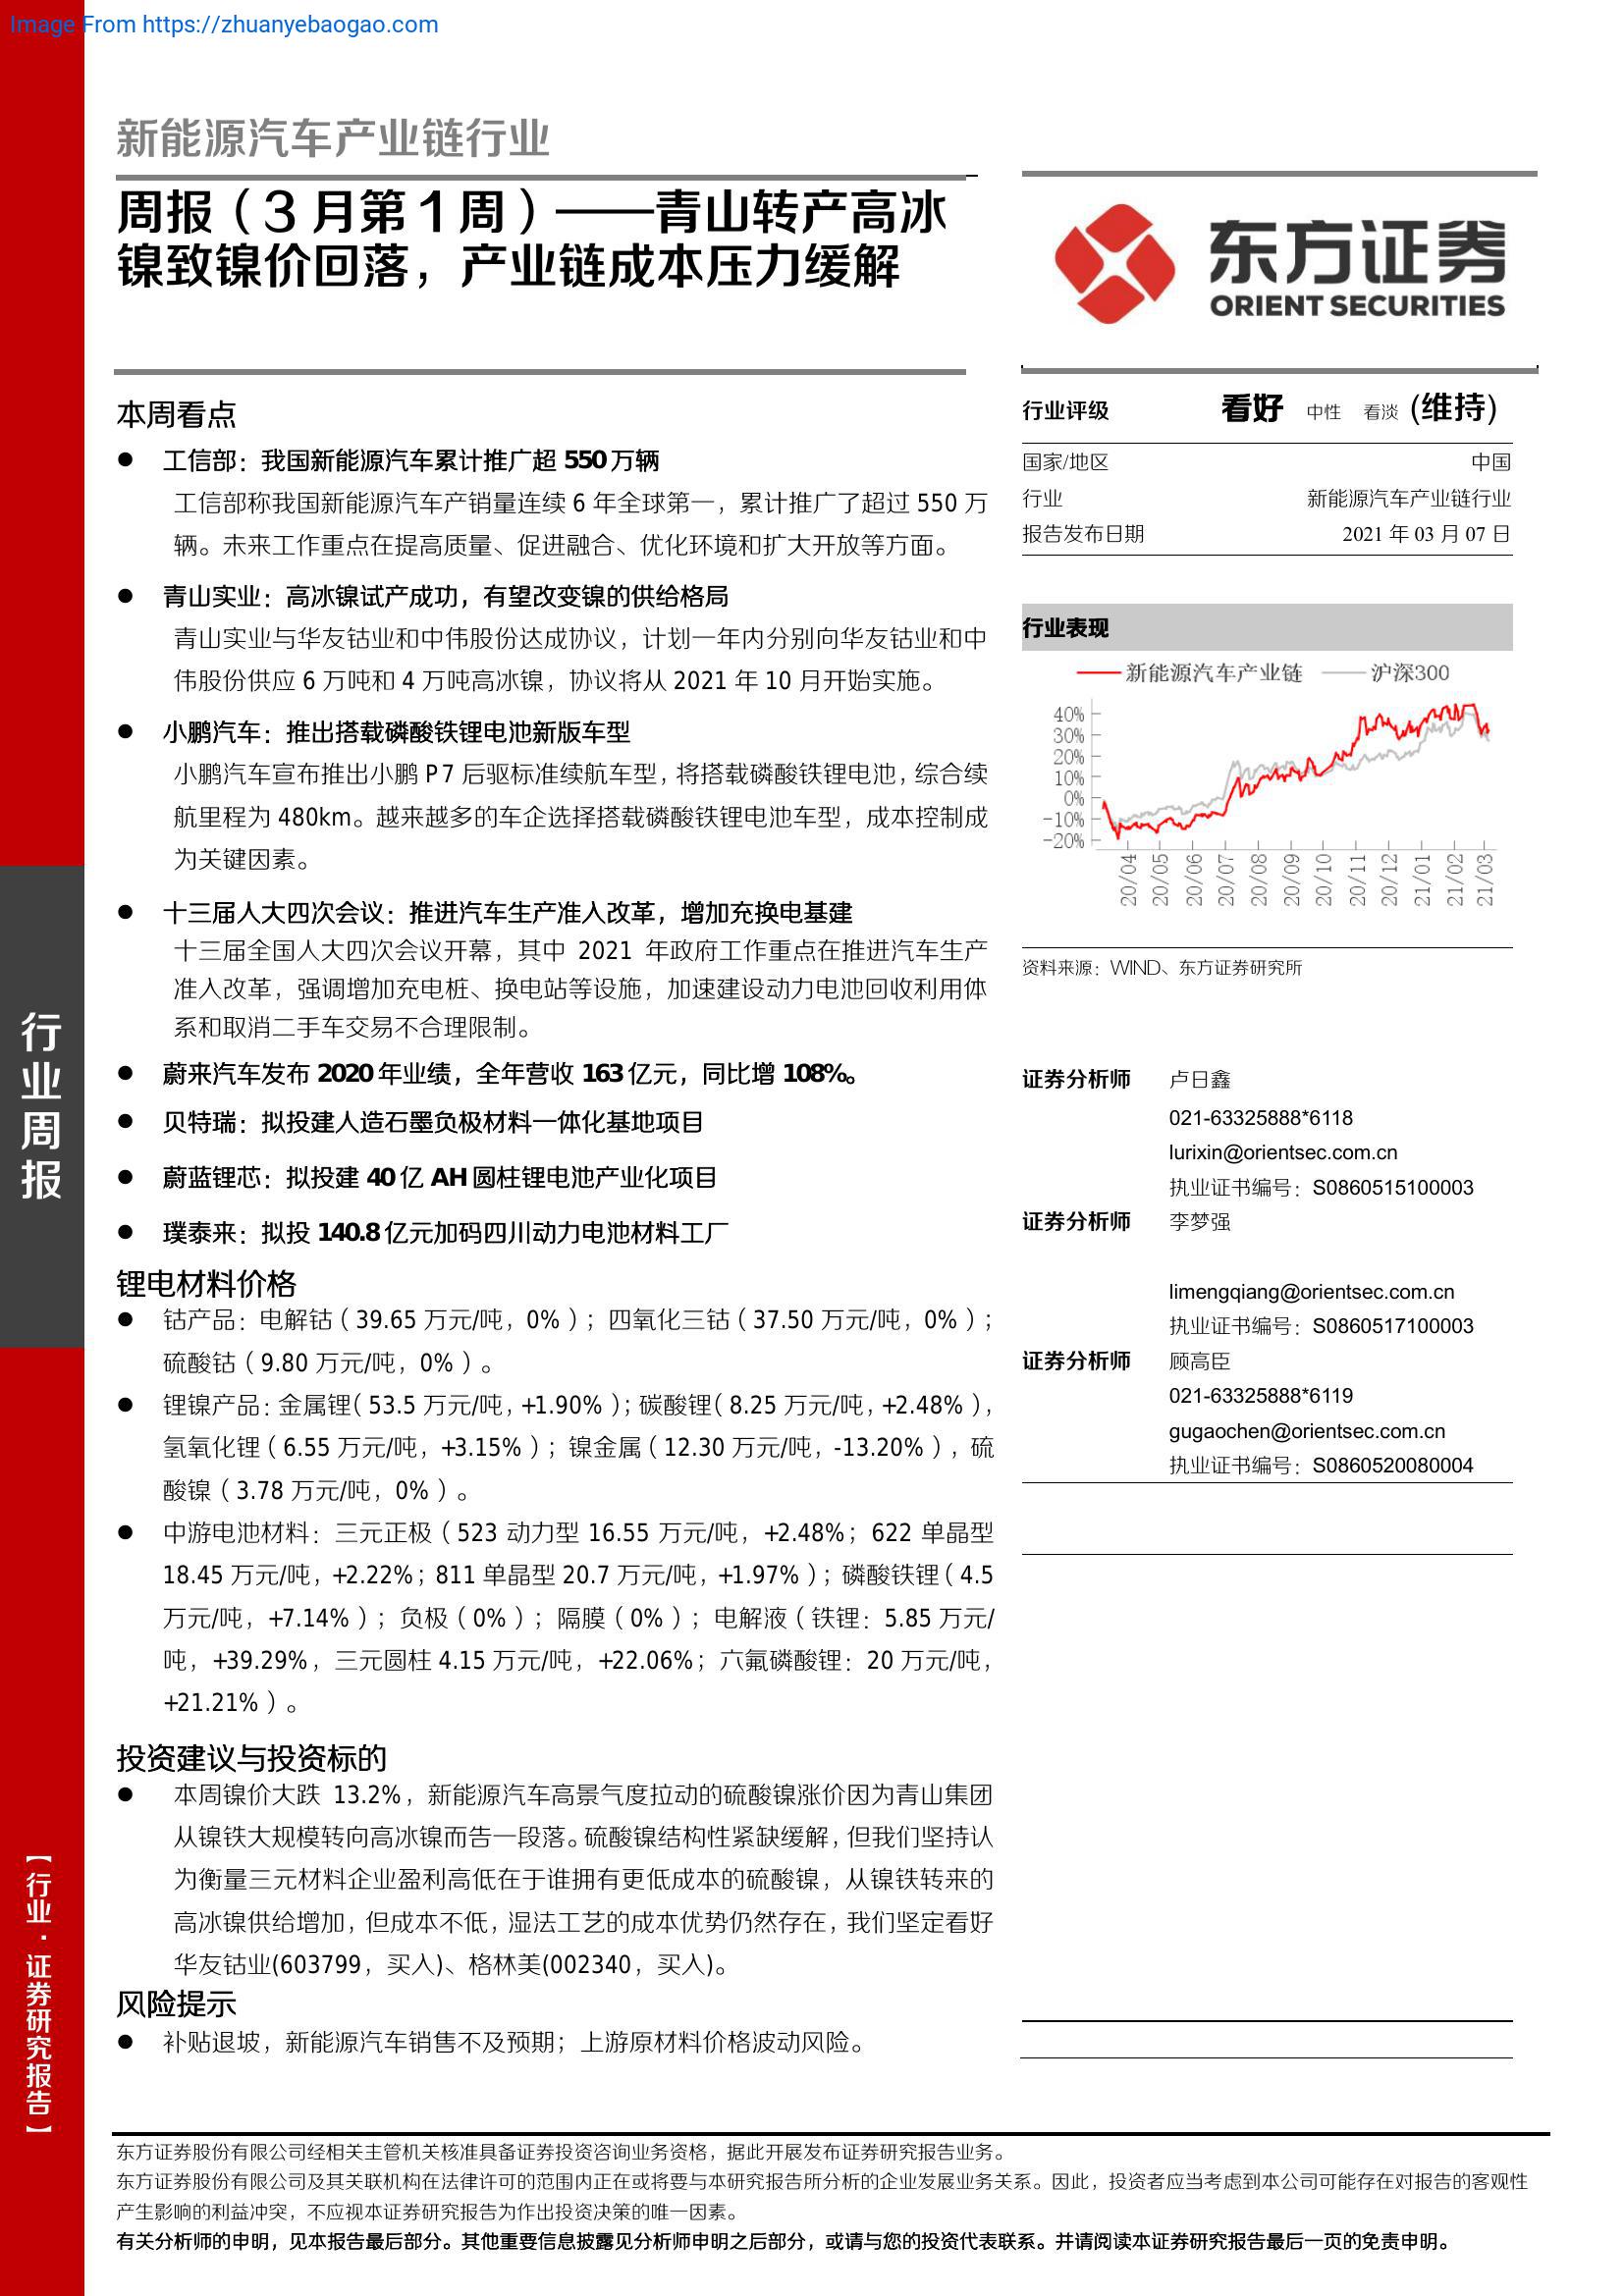 Image From https://zhuanyebaogao.com
新能源汽车产业链行业
周报（3 月第 1 周）——青山转产高冰
镍致镍价回落，产业链成本压力缓解
东方证券
ORIENT SECURITIES
本周看点
● 工信部：我国新能源汽车累计推广超 550 万辆
工信部称我国新能源汽车产销量连续 6 年全球第一，累计推广了超过 550 万
辆。未来工作重点在提高质量、促进融合、优化环境和扩大开放等方面。
● 青山实业：高冰镍试产成功，有望改变镍的供给格局
青山实业与华友钴业和中伟股份达成协议，计划一年内分别向华友钴业和中
伟股份供应 6 万吨和 4 万吨高冰镍，协议将从 2021 年 10 月开始实施。
● 小鹏汽车：推出搭载磷酸铁锂电池新版车型
小鹏汽车宣布推出小鹏 P7 后驱标准续航车型，将搭载磷酸铁锂电池，综合续
航里程为 480km。越来越多的车企选择搭载磷酸铁锂电池车型，成本控制成
为关键因素。
● 十三届人大四次会议：推进汽车生产准入改革，增加充换电基建
十三届全国人大四次会议开幕，其中 2021 年政府工作重点在推进汽车生产
准入改革，强调增加充电桩、换电站等设施，加速建设动力电池回收利用体
系和取消二手车交易不合理限制。
● 蔚来汽车发布 2020 年业绩，全年营收 163 亿元，同比增 108%。
● 贝特瑞：拟投建人造石墨负极材料一体化基地项目
● 蔚蓝锂芯：拟投建 40 亿 AH 圆柱锂电池产业化项目
● 璞泰来：拟投 140.8 亿元加码四川动力电池材料工厂
锂电材料价格
● 钴产品：电解钴（39.65 万元/吨，0%）；四氧化三钴（37.50 万元/吨，0%）；
硫酸钴（9.80 万元/吨，0%）。
● 锂镍产品：金属锂（53.5 万元/吨，+1.90%）；碳酸锂（8.25 万元/吨，+2.48%），
氢氧化锂（6.55 万元/吨，+3.15%）；镍金属（12.30 万元/吨，-13.20%），硫
酸镍（3.78 万元/吨，0%）。
● 中游电池材料：三元正极（523 动力型 16.55 万元/吨，+2.48%；622 单晶型
18.45 万元/吨，+2.22%；811 单晶型 20.7 万元/吨，+1.97%）；磷酸铁锂（4.5
万元/吨，+7.14%）；负极（0%）；隔膜（0%）；电解液（铁锂：5.85 万元/
吨，+39.29%，三元圆柱 4.15 万元/吨，+22.06%；六氟磷酸锂：20 万元/吨，
+21.21%）。
投资建议与投资标的
● 本周镍价大跌 13.2%，新能源汽车高景气度拉动的硫酸镍涨价因为青山集团
从镍铁大规模转向高冰镍而告一段落。硫酸镍结构性紧缺缓解，但我们坚持认
为衡量三元材料企业盈利高低在于谁拥有更低成本的硫酸镍，从镍铁转来的
高冰镍供给增加，但成本不低，湿法工艺的成本优势仍然存在，我们坚定看好
华友钴业(603799，买入)、格林美(002340，买入)。
风险提示
● 补贴退坡，新能源汽车销售不及预期；上游原材料价格波动风险。
行业评级 看好 中性 看淡 (维持)
国家/地区 中国
行业 新能源汽车产业链行业
报告发布日期 2021 年 03 月 07 日
行业表现
新能源汽车产业链 沪深300
40%
30%
20%
10%
0%
-10%
-20%
20/04 20/05 20/06 20/07 20/08 20/09 20/10 20/11 20/12 21/01 21/02 21/03
资料来源：WIND、东方证券研究所
证券分析师 卢日鑫
021-63325888*6118
lurixin@orientsec.com.cn
执业证书编号：S0860515100003
证券分析师 李梦强
limengqiang@orientsec.com.cn
执业证书编号：S0860517100003
证券分析师 顾高臣
021-63325888*6119
gugaochen@orientsec.com.cn
执业证书编号：S0860520080004
行业周报
【行业·证券研究报告】
东方证券股份有限公司经相关主管机关核准具备证券投资咨询业务资格，据此开展发布证券研究报告业务。
东方证券股份有限公司及其关联机构在法律许可的范围内正在或将要与本研究报告所分析的企业发展业务关系。因此，投资者应当考虑到本公司可能存在对报告的客观性
产生影响的利益冲突，不应视本证券研究报告为作出投资决策的唯一因素。
有关分析师的申明，见本报告最后部分。其他重要信息披露见分析师申明之后部分，或请与您的投资代表联系。并请阅读本证券研究报告最后一页的免责申明。